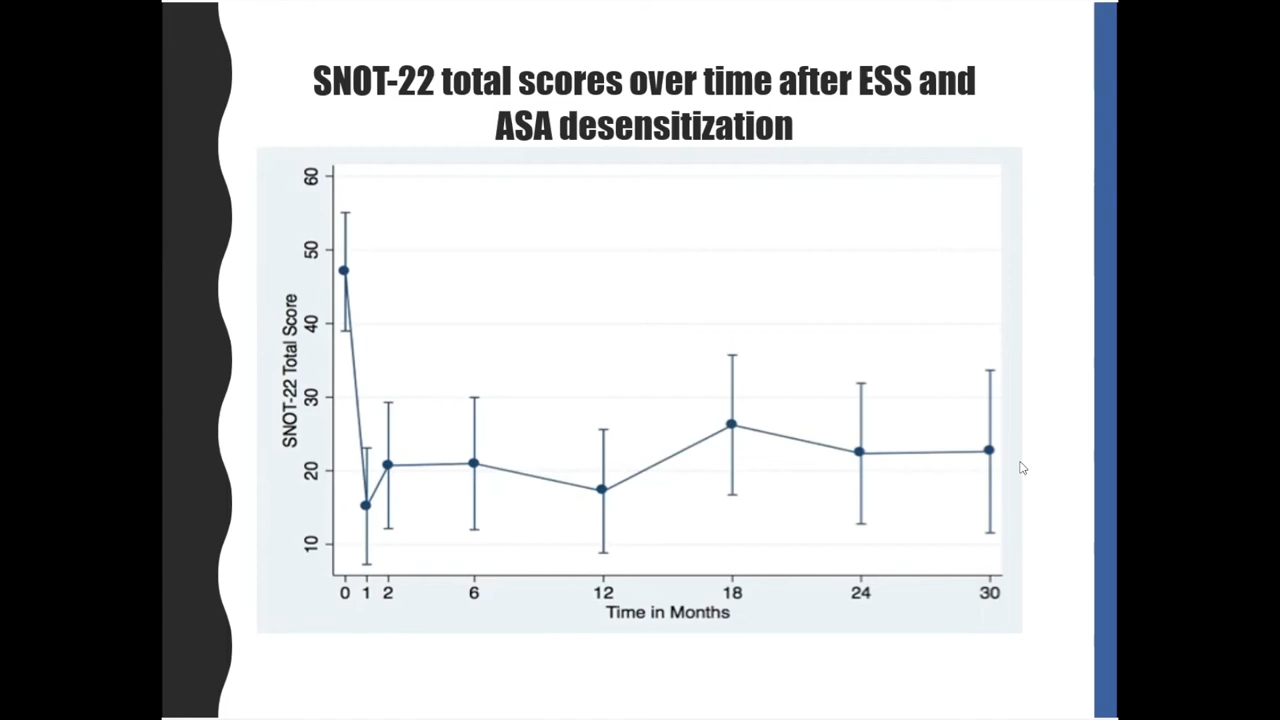 SNOT-22 total scores over time after ESS and
ASA desensitization
SNOT-22 Total Score
60
50
40
30
20
10
0 1 2 6 12 18 24 30
Time in Months